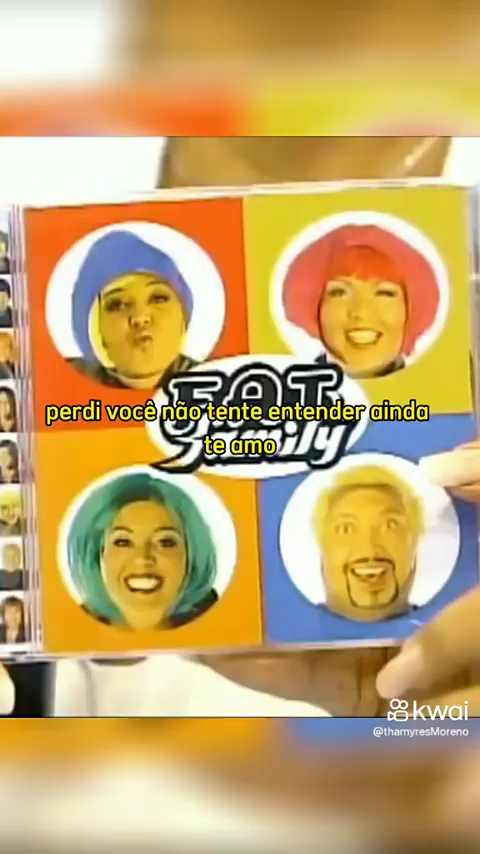 FAT
Family
perdi você não tente entender ainda
te amo
kwai
@thamyresMoreno